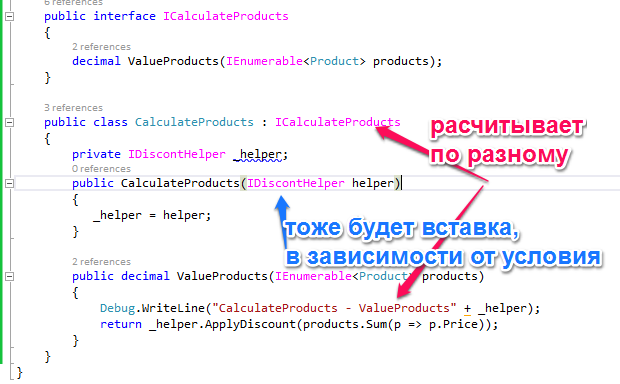 6 references
public interface ICalculateProducts
{
2 references
decimal ValueProducts(IEnumerable<Product> products);
}
3 references
public class CalculateProducts : ICalculateProducts
{
private IDiscontHelper _helper;
0 references
public CalculateProducts(IDiscontHelper helper)
{
_helper = helper;
}
2 references
public decimal ValueProducts(IEnumerable<Product> products)
{
Debug.WriteLine("CalculateProducts - ValueProducts" + _helper);
return _helper.ApplyDiscount(products.Sum(p => p.Price));
}
}
}
расчитывает
по разному
тоже будет вставка,
в зависимости от условия